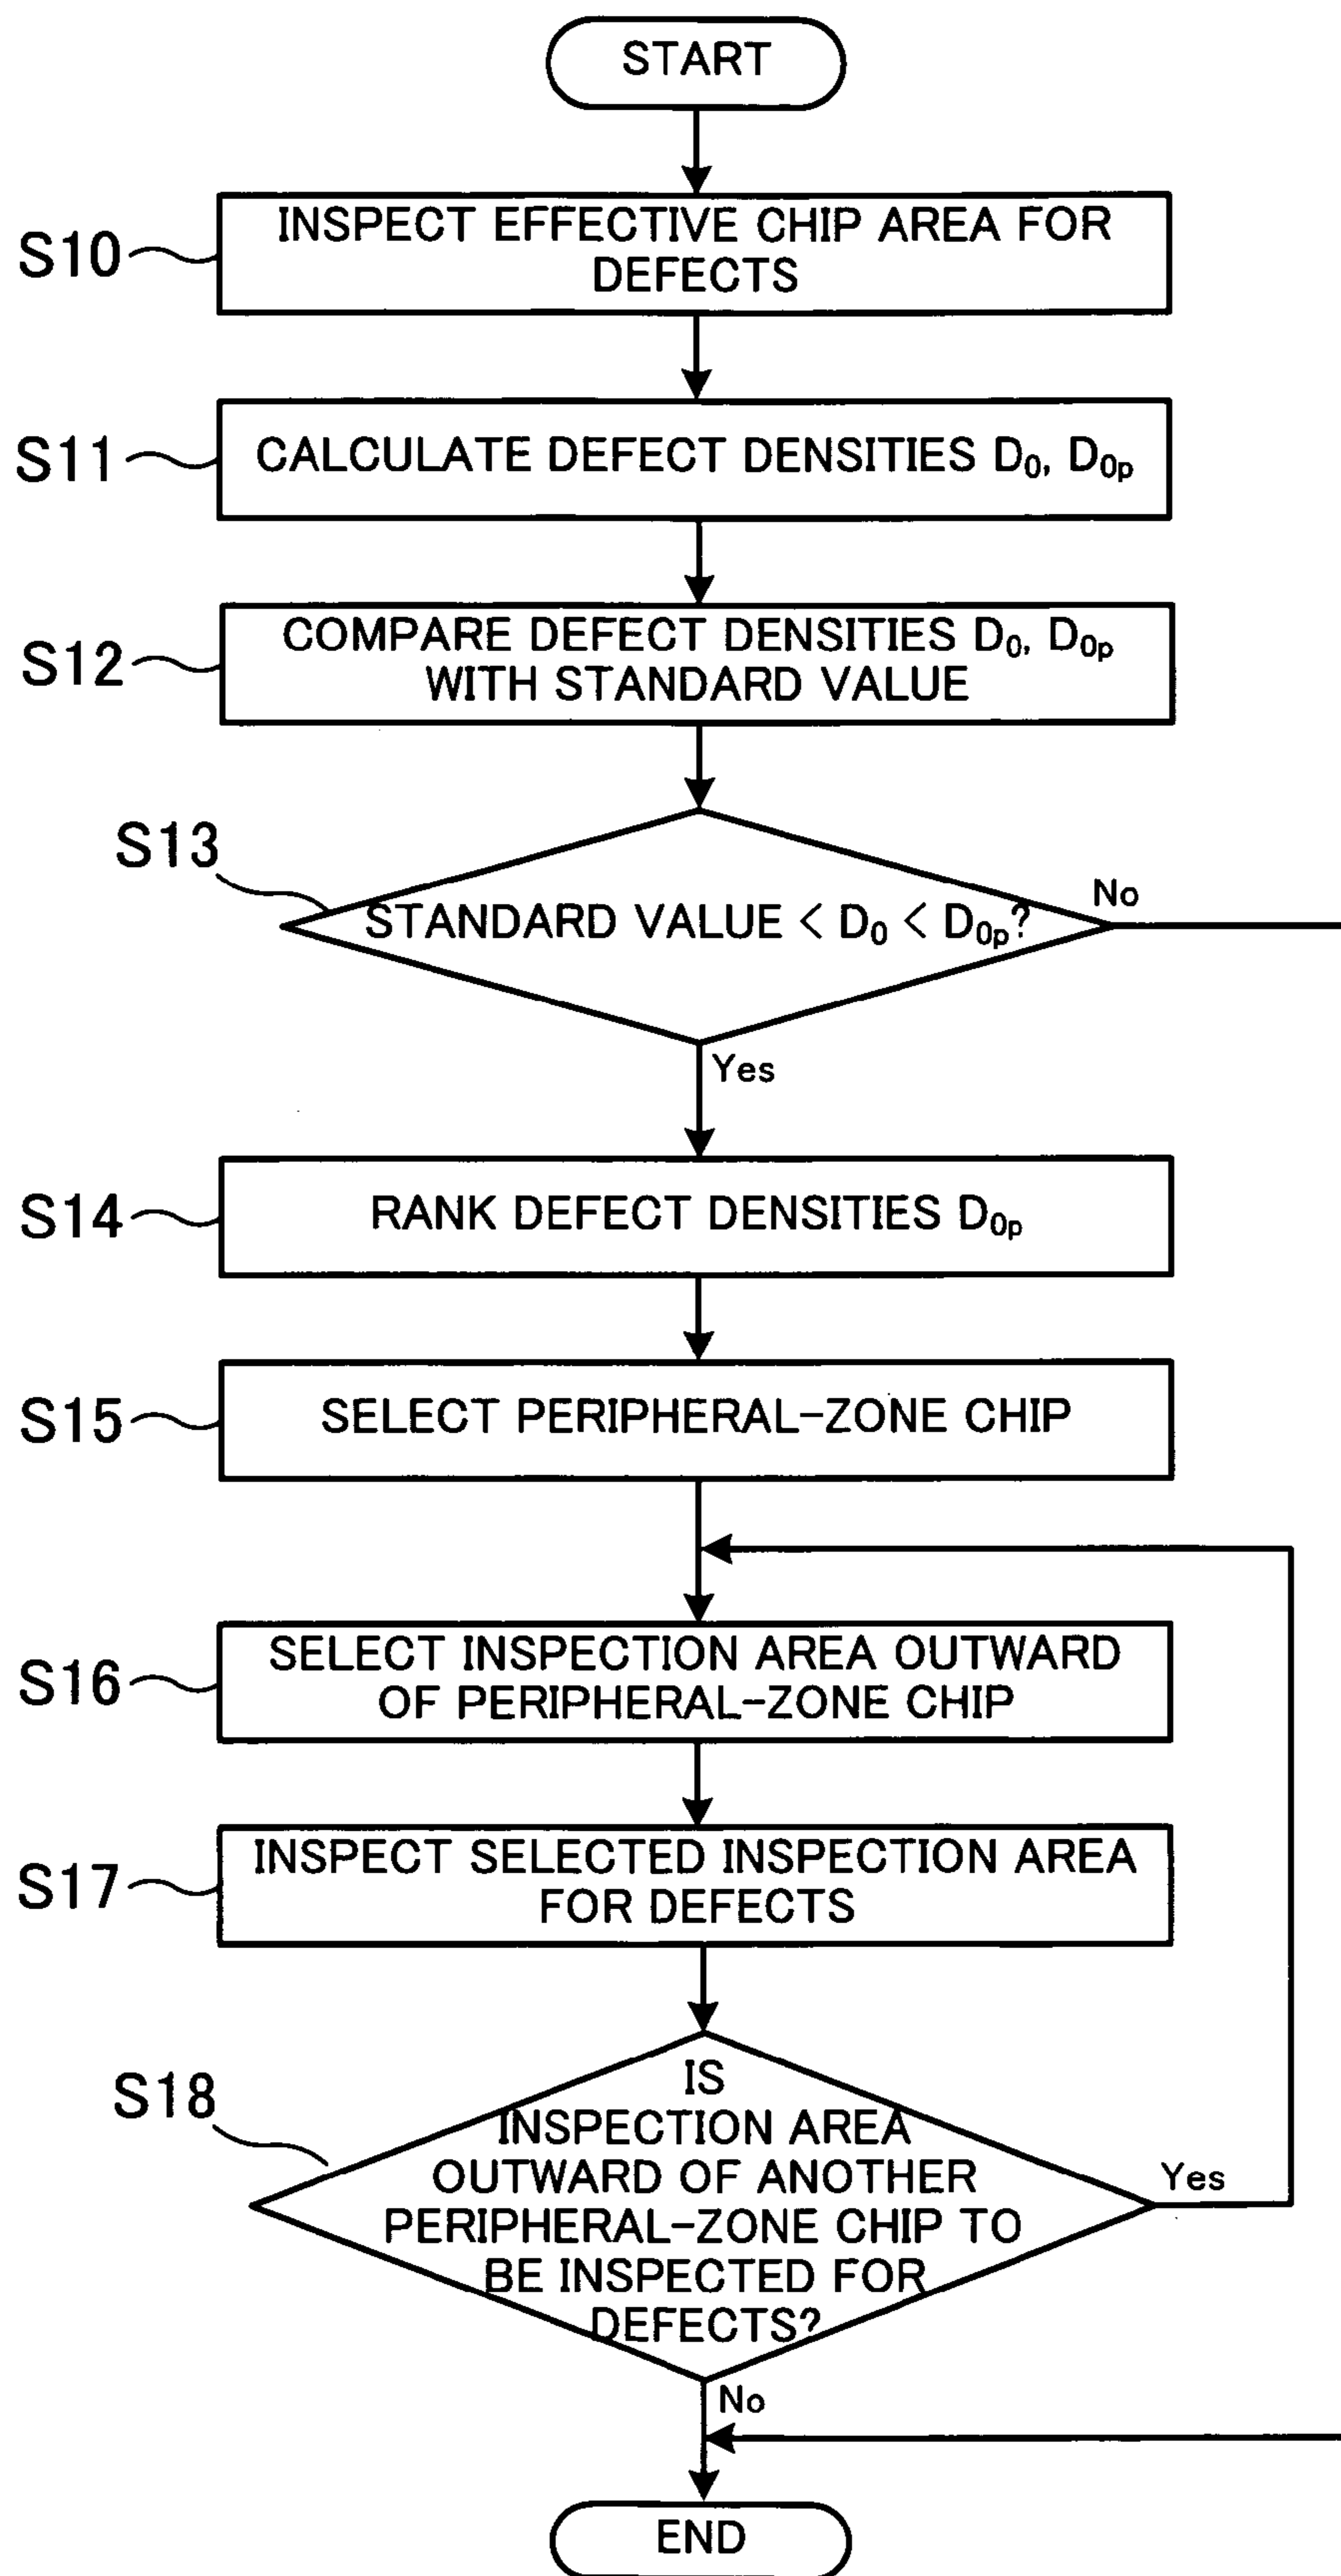 START
S10
INSPECT EFFECTIVE CHIP AREA FOR
DEFECTS
S11
CALCULATE DEFECT DENSITIES D₀, D₀ₚ
S12
COMPARE DEFECT DENSITIES D₀, D₀ₚ
WITH STANDARD VALUE
S13
STANDARD VALUE < D₀ < D₀ₚ?
No
Yes
S14
RANK DEFECT DENSITIES D₀ₚ
S15
SELECT PERIPHERAL-ZONE CHIP
S16
SELECT INSPECTION AREA OUTWARD
OF PERIPHERAL-ZONE CHIP
S17
INSPECT SELECTED INSPECTION AREA
FOR DEFECTS
S18
IS
INSPECTION AREA
OUTWARD OF ANOTHER
PERIPHERAL-ZONE CHIP TO
BE INSPECTED FOR
DEFECTS?
Yes
No
END